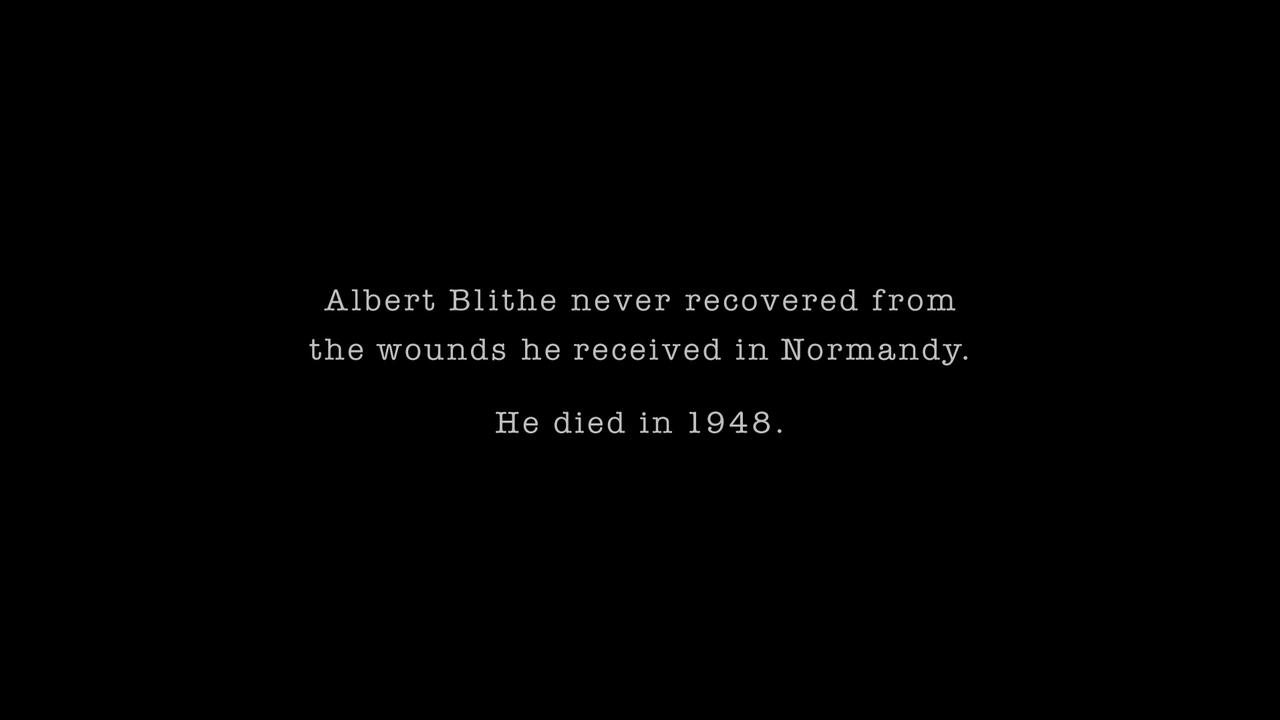 Albert Blithe never recovered from
the wounds he received in Normandy.
He died in 1948.